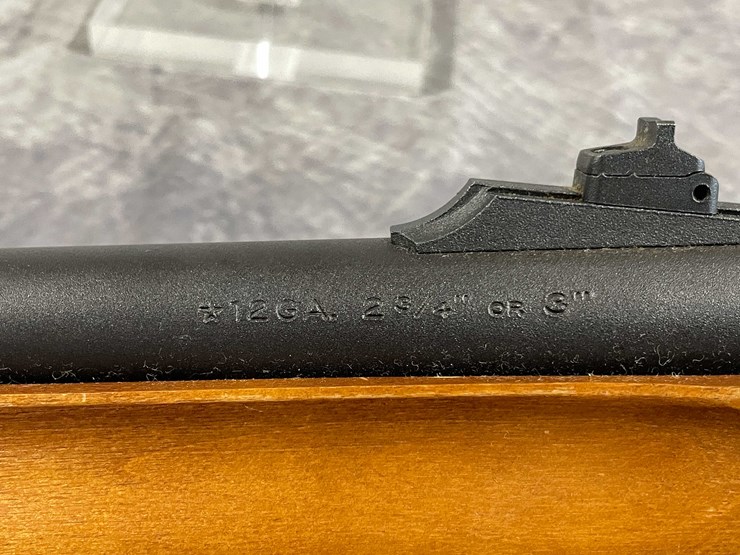 ☆12GA. 2 3/4" OR 3"